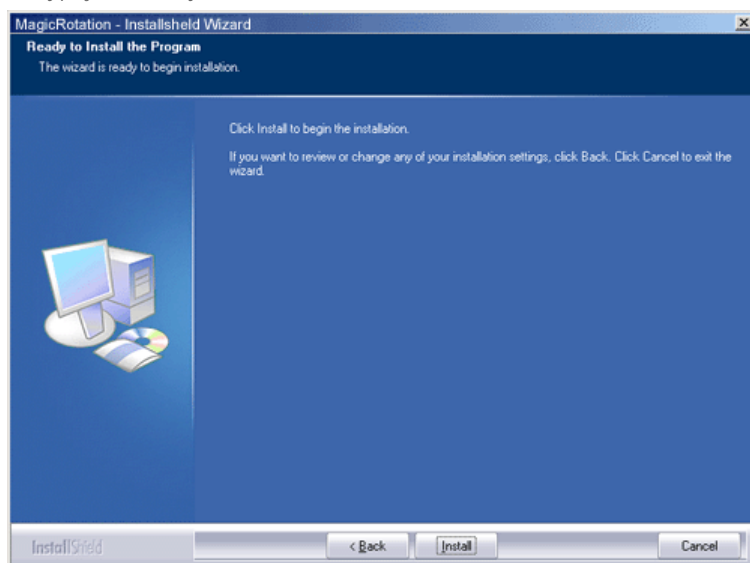 MagicRotation - Installsheld Wizard
Ready to Install the Program
The wizard is ready to begin installation.
Click Install to begin the installation.
If you want to review or change any of your installation settings, click Back. Click Cancel to exit the
wizard.
InstallShield
< Back
Install
Cancel